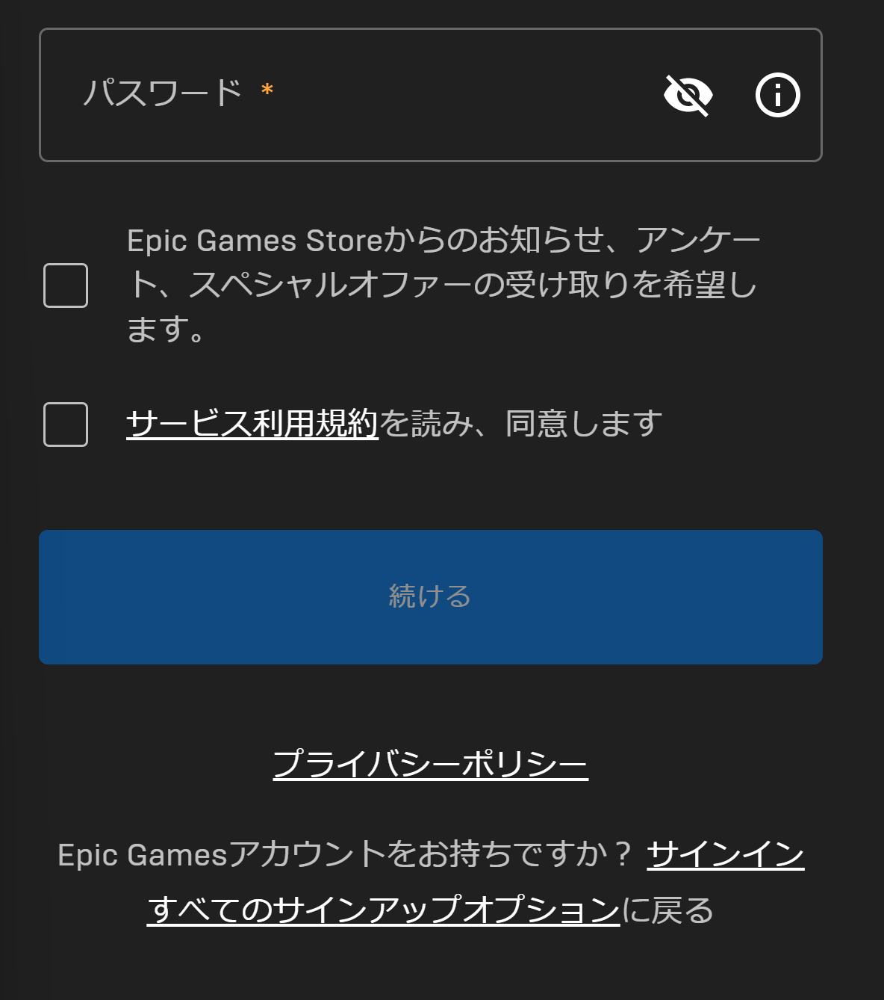 パスワード *
Epic Games Storeからのお知らせ、アンケー
ト、スペシャルオファーの受け取りを希望し
ます。
サービス利用規約を読み、同意します
続ける
プライバシーポリシー
Epic Gamesアカウントをお持ちですか？ サインイン
すべてのサインアップオプションに戻る